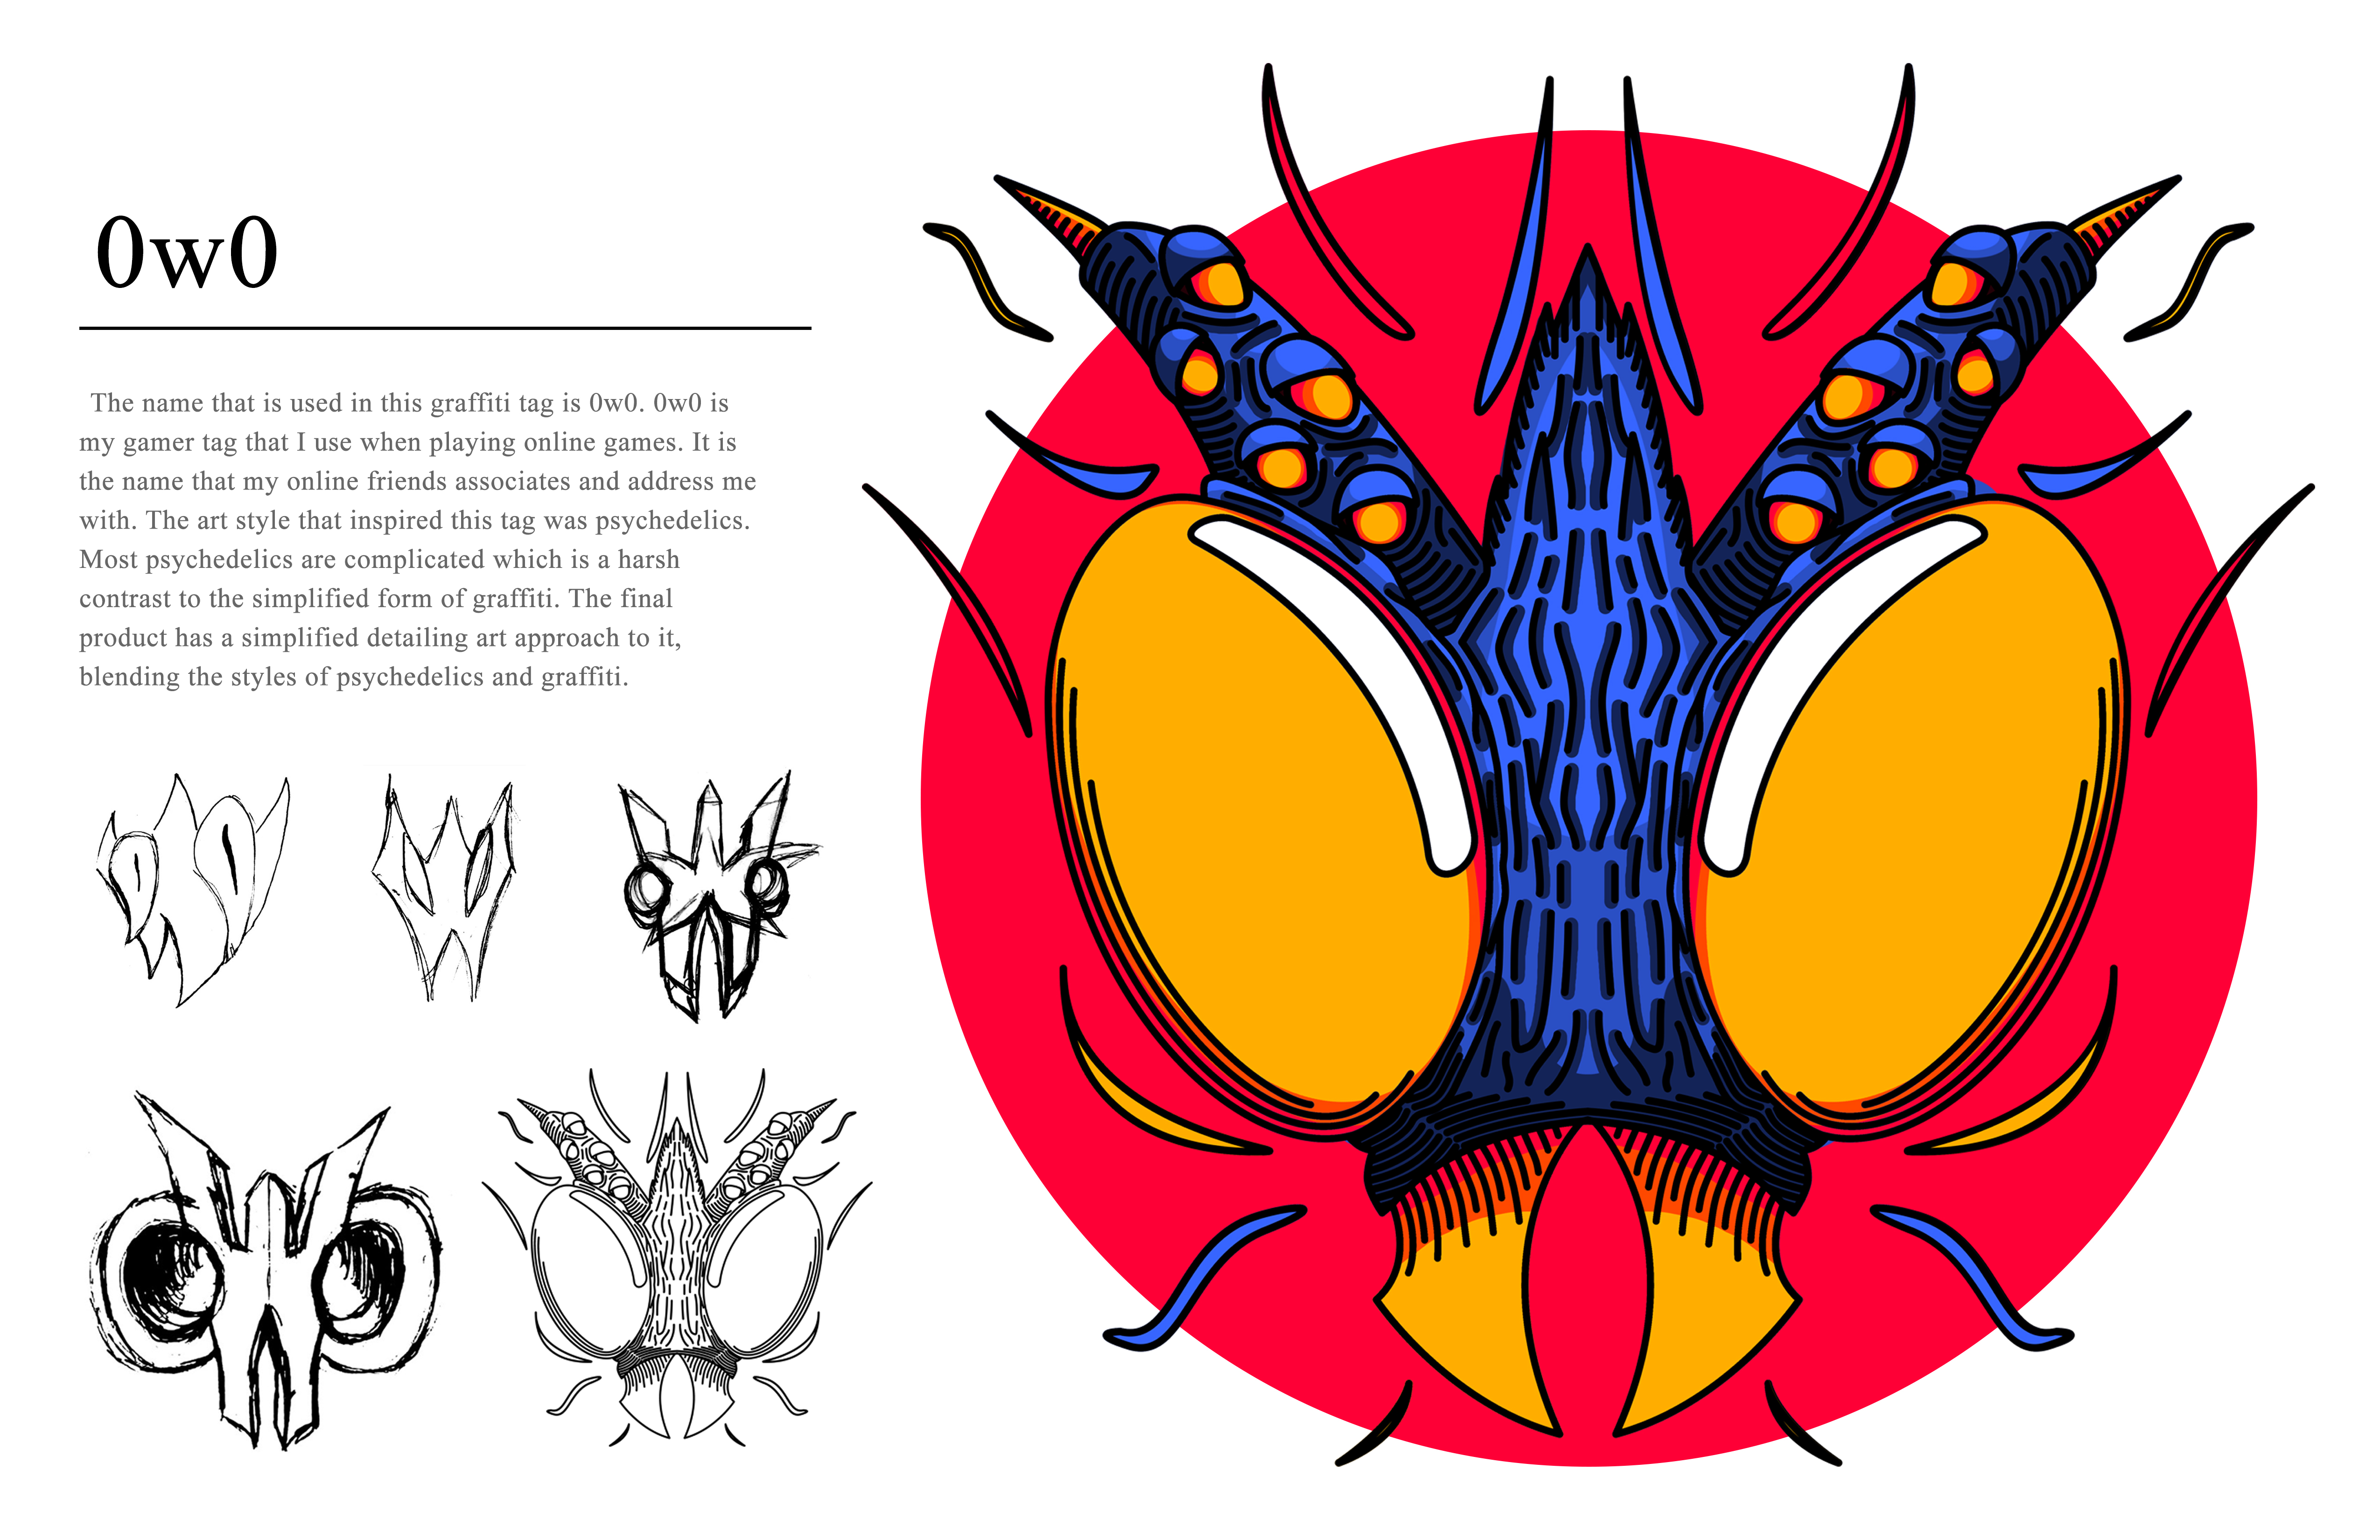 0w0
The name that is used in this graffiti tag is 0w0. 0w0 is
my gamer tag that I use when playing online games. It is
the name that my online friends associates and address me
with. The art style that inspired this tag was psychedelics.
Most psychedelics are complicated which is a harsh
contrast to the simplified form of graffiti. The final
product has a simplified detailing art approach to it,
blending the styles of psychedelics and graffiti.